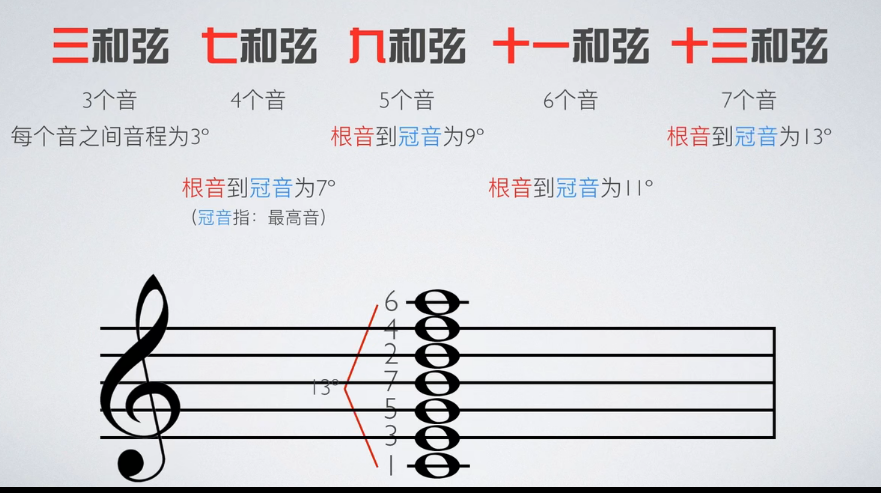 三和弦 七和弦 九和弦 十一和弦 十三和弦
3个音 4个音 5个音 6个音 7个音
每个音之间音程为3° 根音到冠音为9° 根音到冠音为13°
根音到冠音为7° 根音到冠音为11°
（冠音指：最高音）
6
4
2
13° 7
5
3
1